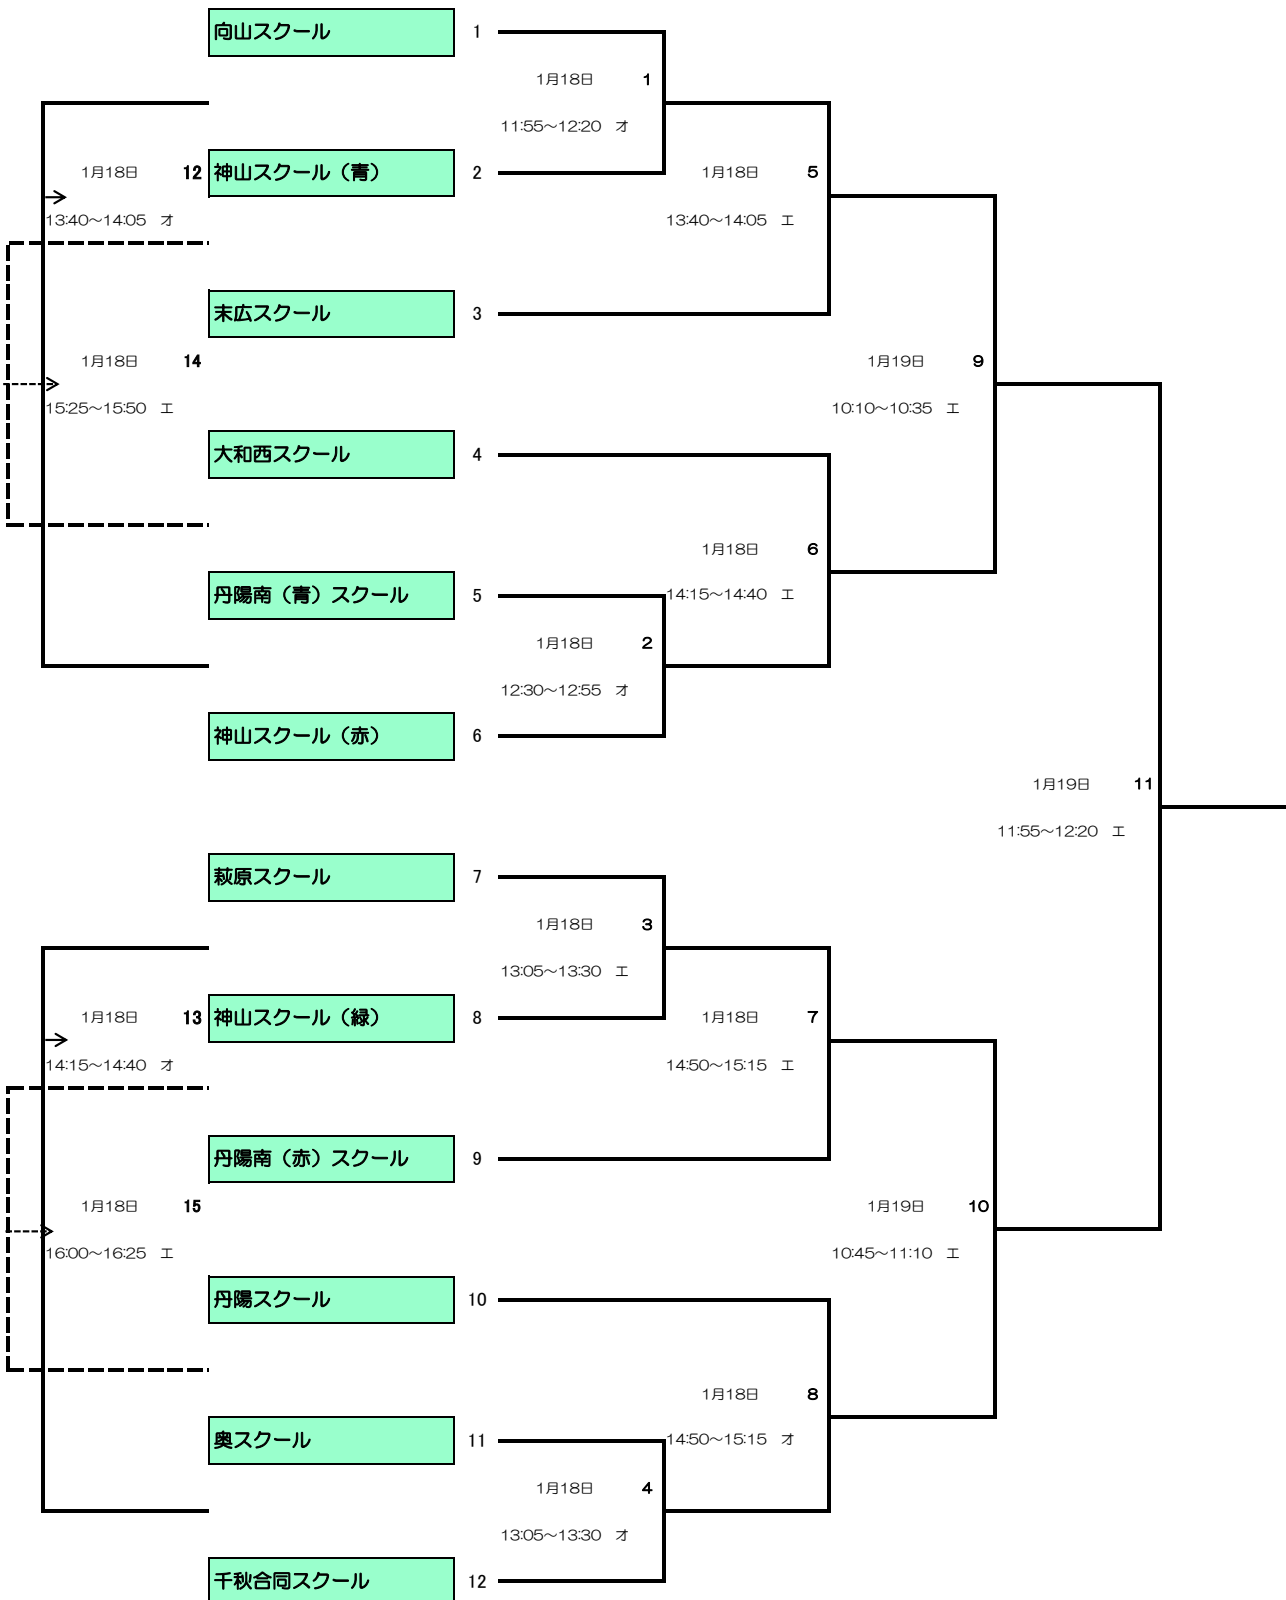 向山スクール 1
1月18日 1
11:55～12:20 オ
1月18日 12 神山スクール（青） 2 1月18日 5
13:40～14:05 オ 13:40～14:05 エ
末広スクール 3
1月18日 14 1月19日 9
15:25～15:50 エ 10:10～10:35 エ
大和西スクール 4
1月18日 6
丹陽南（青）スクール 5 14:15～14:40 エ
1月18日 2
12:30～12:55 オ
神山スクール（赤） 6
1月19日 11
11:55～12:20 エ
萩原スクール 7
1月18日 3
13:05～13:30 エ
1月18日 13 神山スクール（緑） 8 1月18日 7
14:15～14:40 オ 14:50～15:15 エ
丹陽南（赤）スクール 9
1月18日 15 1月19日 10
16:00～16:25 エ 10:45～11:10 エ
丹陽スクール 10
1月18日 8
奥スクール 11 14:50～15:15 オ
1月18日 4
13:05～13:30 オ
千秋合同スクール 12